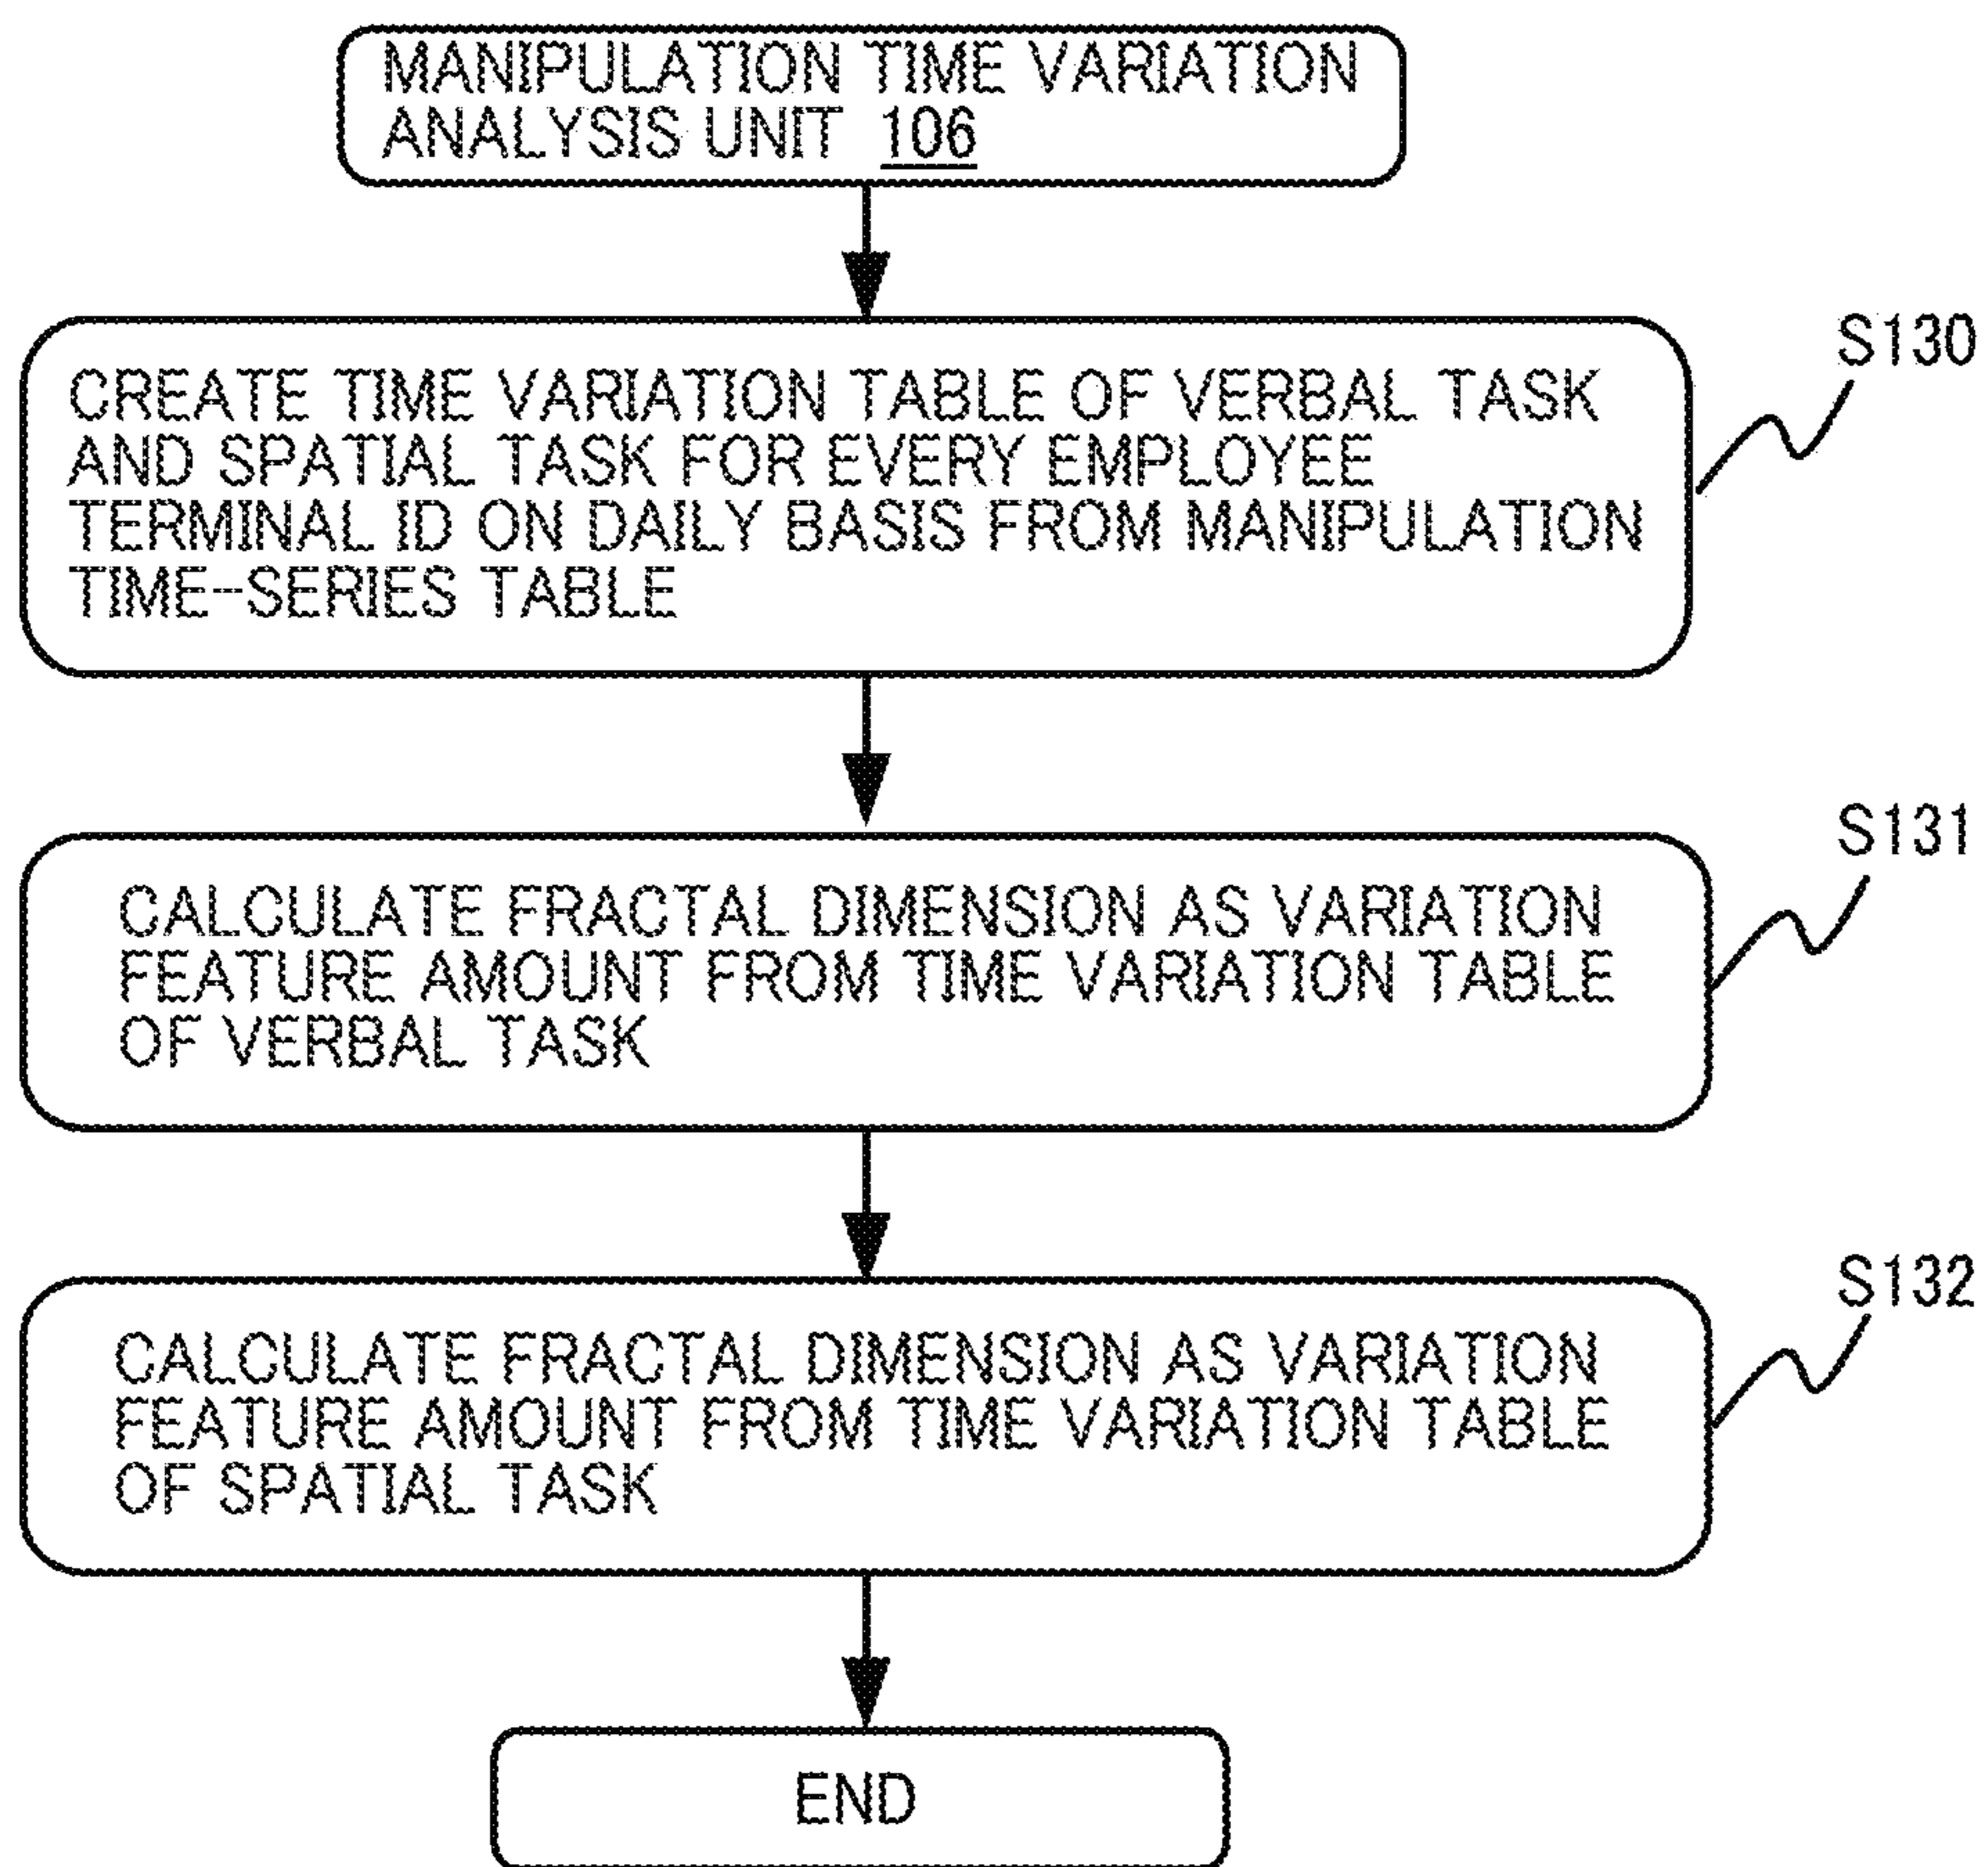 MANIPULATION TIME VARIATION
ANALYSIS UNIT 106
S130
CREATE TIME VARIATION TABLE OF VERBAL TASK
AND SPATIAL TASK FOR EVERY EMPLOYEE
TERMINAL ID ON DAILY BASIS FROM MANIPULATION
TIME-SERIES TABLE
S131
CALCULATE FRACTAL DIMENSION AS VARIATION
FEATURE AMOUNT FROM TIME VARIATION TABLE
OF VERBAL TASK
S132
CALCULATE FRACTAL DIMENSION AS VARIATION
FEATURE AMOUNT FROM TIME VARIATION TABLE
OF SPATIAL TASK
END